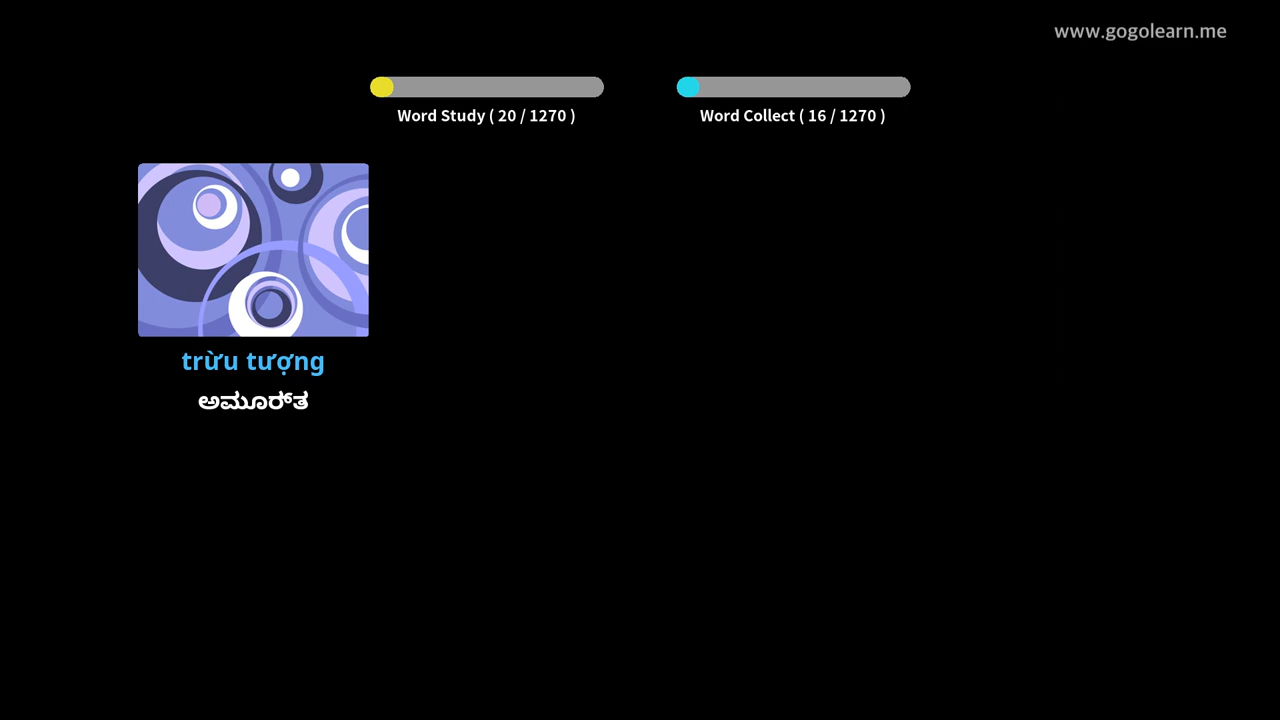 www.gogolearn.me
Word Study ( 20 / 1270 )
Word Collect ( 16 / 1270 )
trừu tượng
ಅಮೂರ್ತ